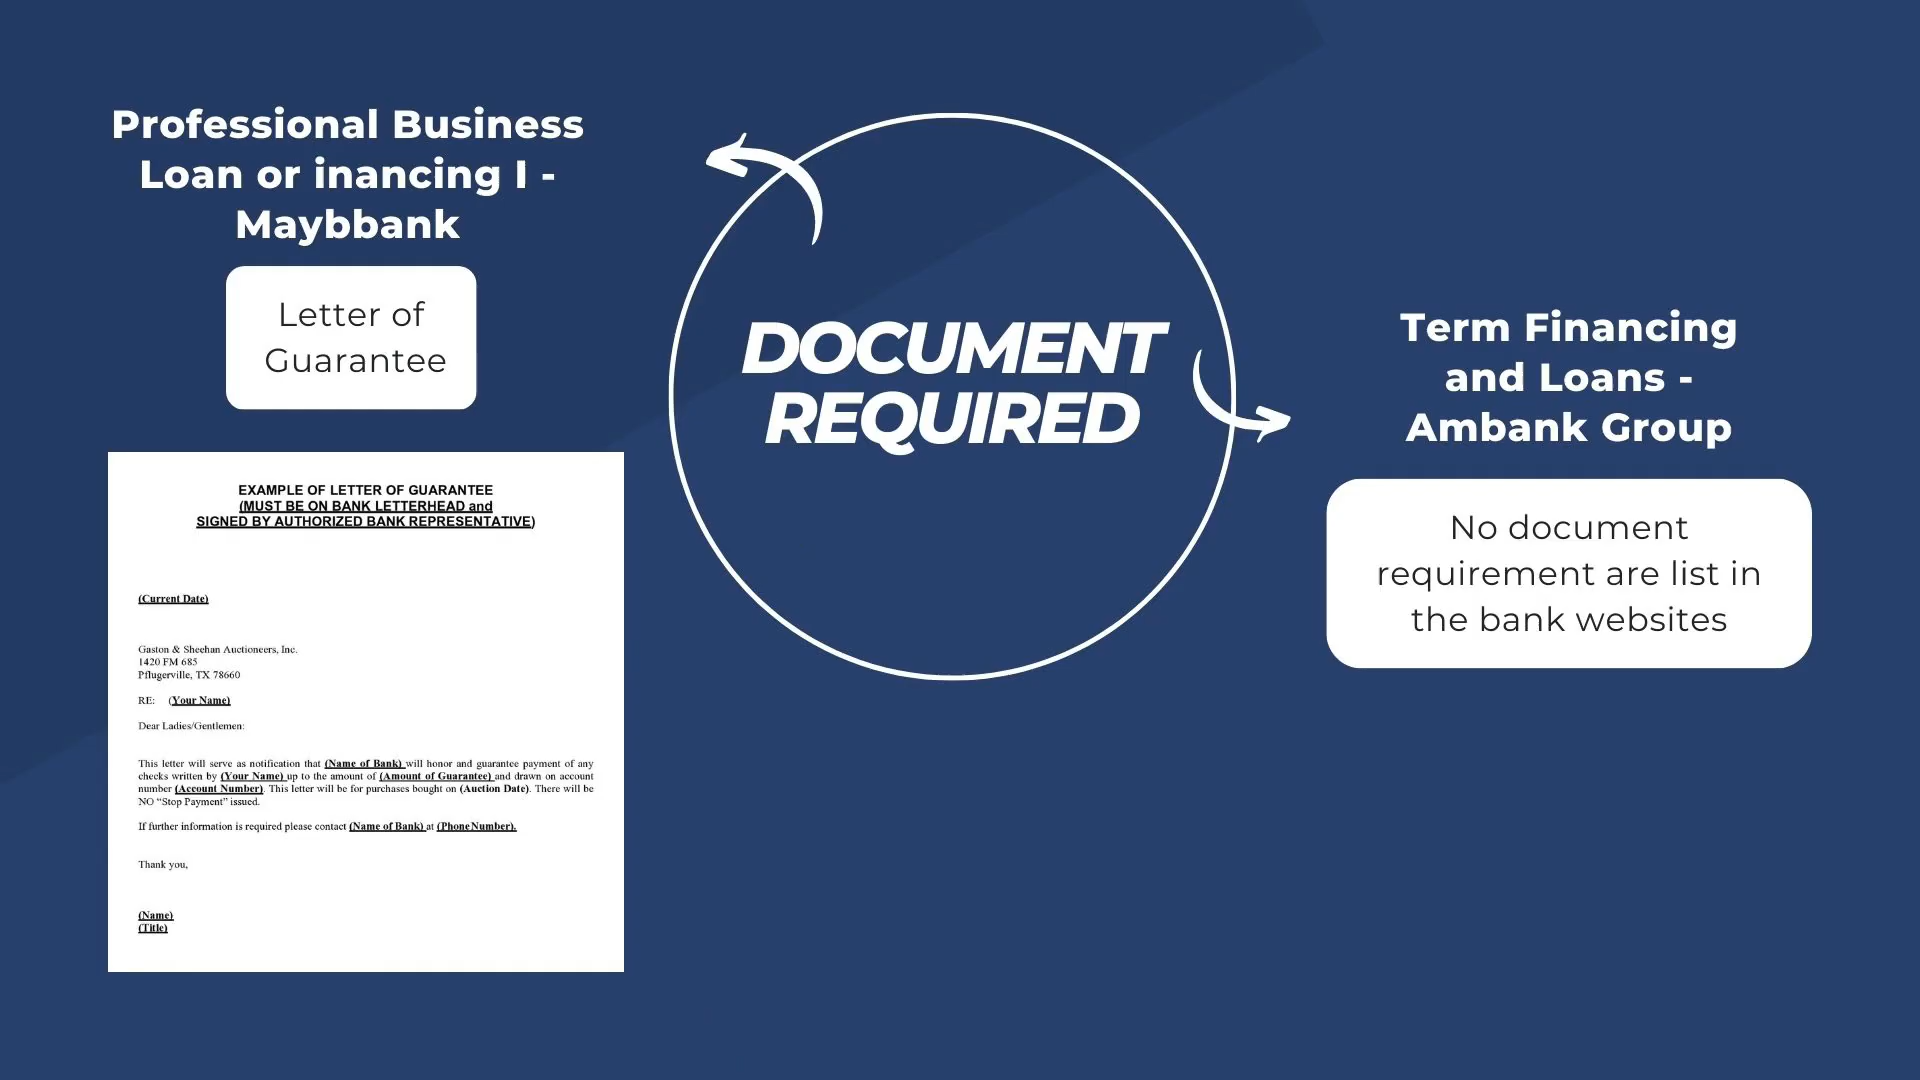 Professional Business
Loan or inancing I -
Maybbank
Letter of
Guarantee
EXAMPLE OF LETTER OF GUARANTEE
(MUST BE ON BANK LETTERHEAD and
SIGNED BY AUTHORIZED BANK REPRESENTATIVE)
(Current Date)
Gaston & Sheehan Auctioneers, Inc.
1420 FM 685
Pflugerville, TX 78660
RE: (Your Name)
Dear Ladies/Gentlemen:
This letter will serve as notification that (Name of Bank) will honor and guarantee payment of any
checks written by (Your Name) up to the amount of (Amount of Guarantee) and drawn on account
number (Account Number). This letter will be for purchases bought on (Auction Date). There will be
NO “Stop Payment” issued.
If further information is required please contact (Name of Bank) at (Phone Number).
Thank you,
(Name)
(Title)
DOCUMENT
REQUIRED
Term Financing
and Loans -
Ambank Group
No document
requirement are list in
the bank websites